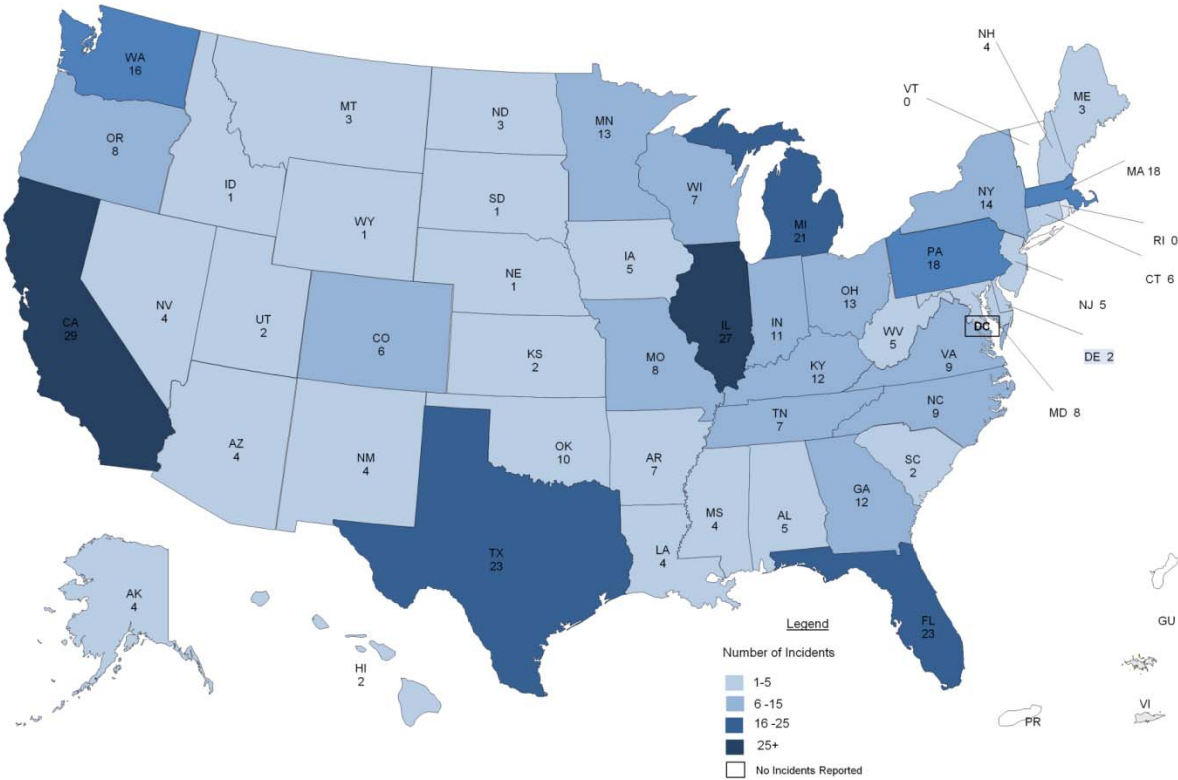 NH
4
VT
0
ME
3
WA
16
MT
3
ND
3
MN
13
OR
8
ID
1
WY
1
SD
1
WI
7
MI
21
NY
14
MA 18
RI 0
CT 6
NJ 5
DE 2
MD 8
PA
18
IA
5
NE
1
NV
4
UT
2
CO
6
CA
29
KS
2
MO
8
IL
27
IN
11
OH
13
WV
5
DC
VA
9
KY
12
NC
9
TN
7
AZ
4
NM
4
OK
10
AR
7
SC
2
GA
12
MS
4
AL
5
LA
4
TX
23
FL
23
AK
4
HI
2
GU
VI
PR
Legend
Number of Incidents
1-5
6 -15
16 -25
25+
No Incidents Reported